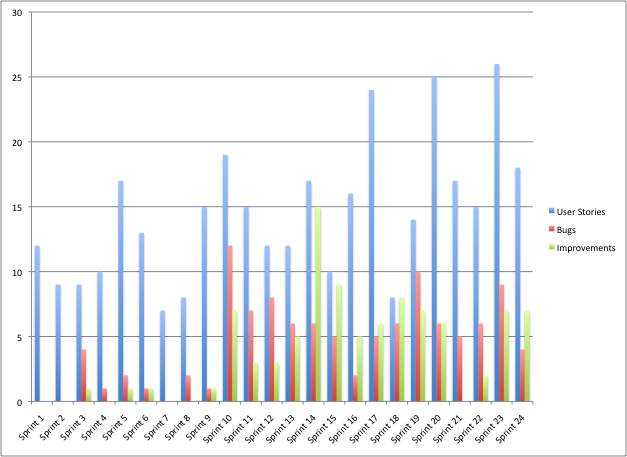 30
25
20
15
10
5
0
Sprint 1
Sprint 2
Sprint 3
Sprint 4
Sprint 5
Sprint 6
Sprint 7
Sprint 8
Sprint 9
Sprint 10
Sprint 11
Sprint 12
Sprint 13
Sprint 14
Sprint 15
Sprint 16
Sprint 17
Sprint 18
Sprint 19
Sprint 20
Sprint 21
Sprint 22
Sprint 23
Sprint 24
User Stories
Bugs
Improvements